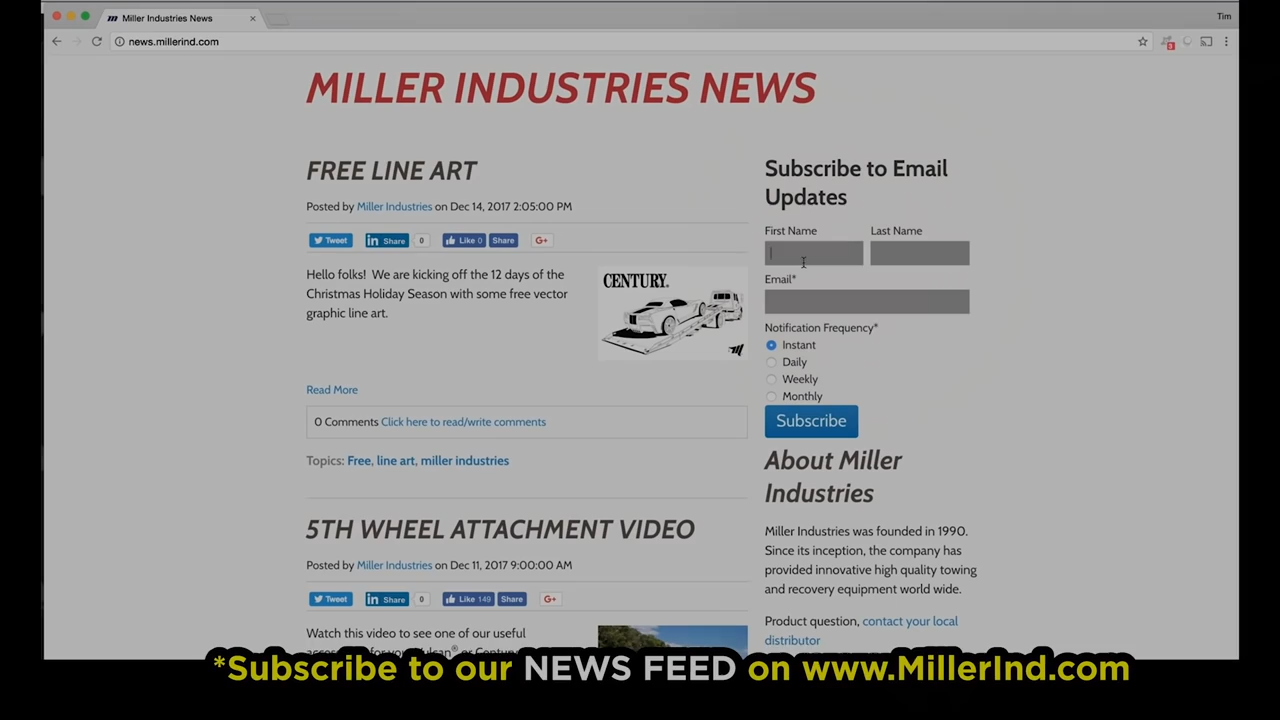 Miller Industries News
Tim
news.millerind.com
MILLER INDUSTRIES NEWS
FREE LINE ART
Posted by Miller Industries on Dec 14, 2017 2:05:00 PM
Tweet
Share 0
Like 0 Share
G+
Hello folks! We are kicking off the 12 days of the
Christmas Holiday Season with some free vector
graphic line art.
CENTURY®
Read More
0 Comments Click here to read/write comments
Topics: Free, line art, miller industries
5TH WHEEL ATTACHMENT VIDEO
Posted by Miller Industries on Dec 11, 2017 9:00:00 AM
Tweet
Share 0
Like 149 Share
G+
Watch this video to see one of our useful
Subscribe to Email
Updates
First Name Last Name
Email*
Notification Frequency*
Instant
Daily
Weekly
Monthly
Subscribe
About Miller
Industries
Miller Industries was founded in 1990.
Since its inception, the company has
provided innovative high quality towing
and recovery equipment world wide.
Product question, contact your local
distributor
*Subscribe to our NEWS FEED on www.MillerInd.com